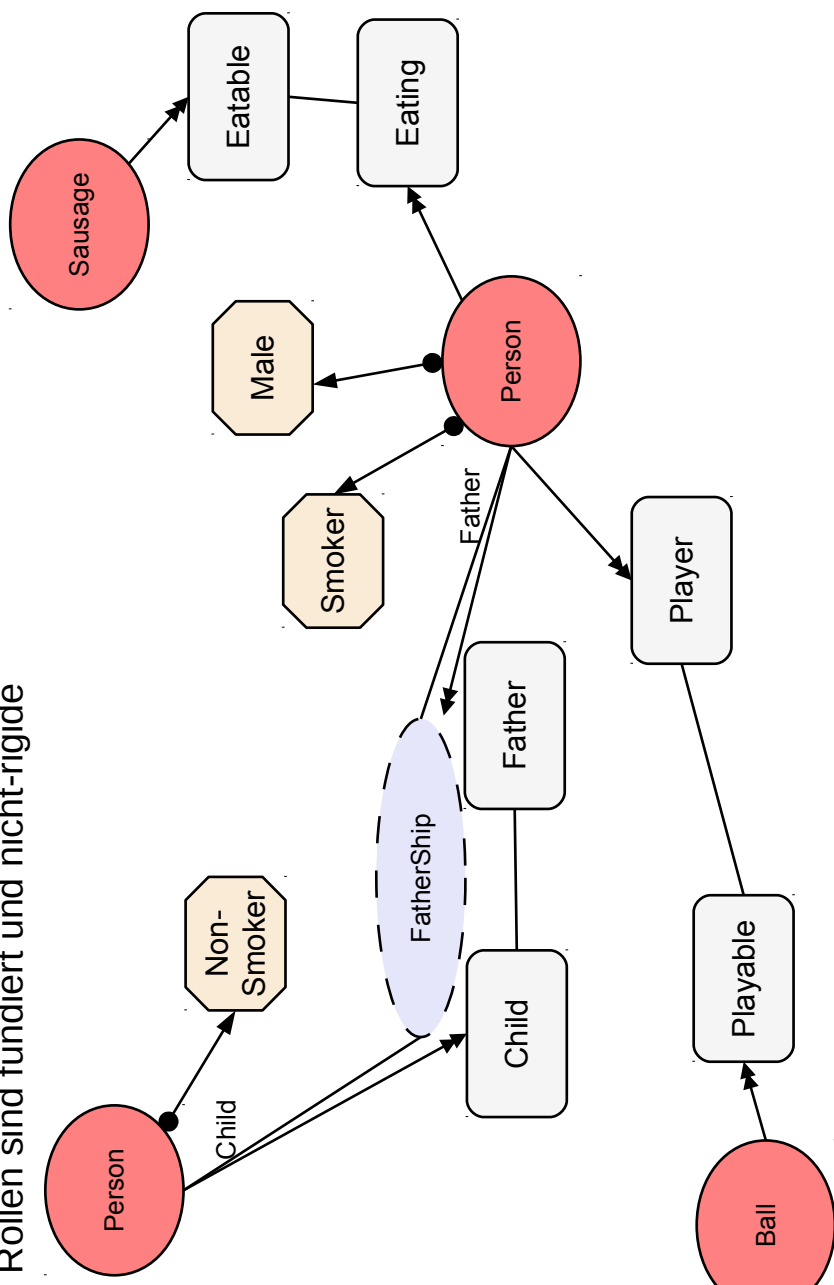 Rollen sind fundiert und nicht-rigide
Person
Child
Non-
Smoker
Child
FatherShip
Father
Father
Smoker
Male
Person
Sausage
Eatable
Eating
Player
Playable
Ball